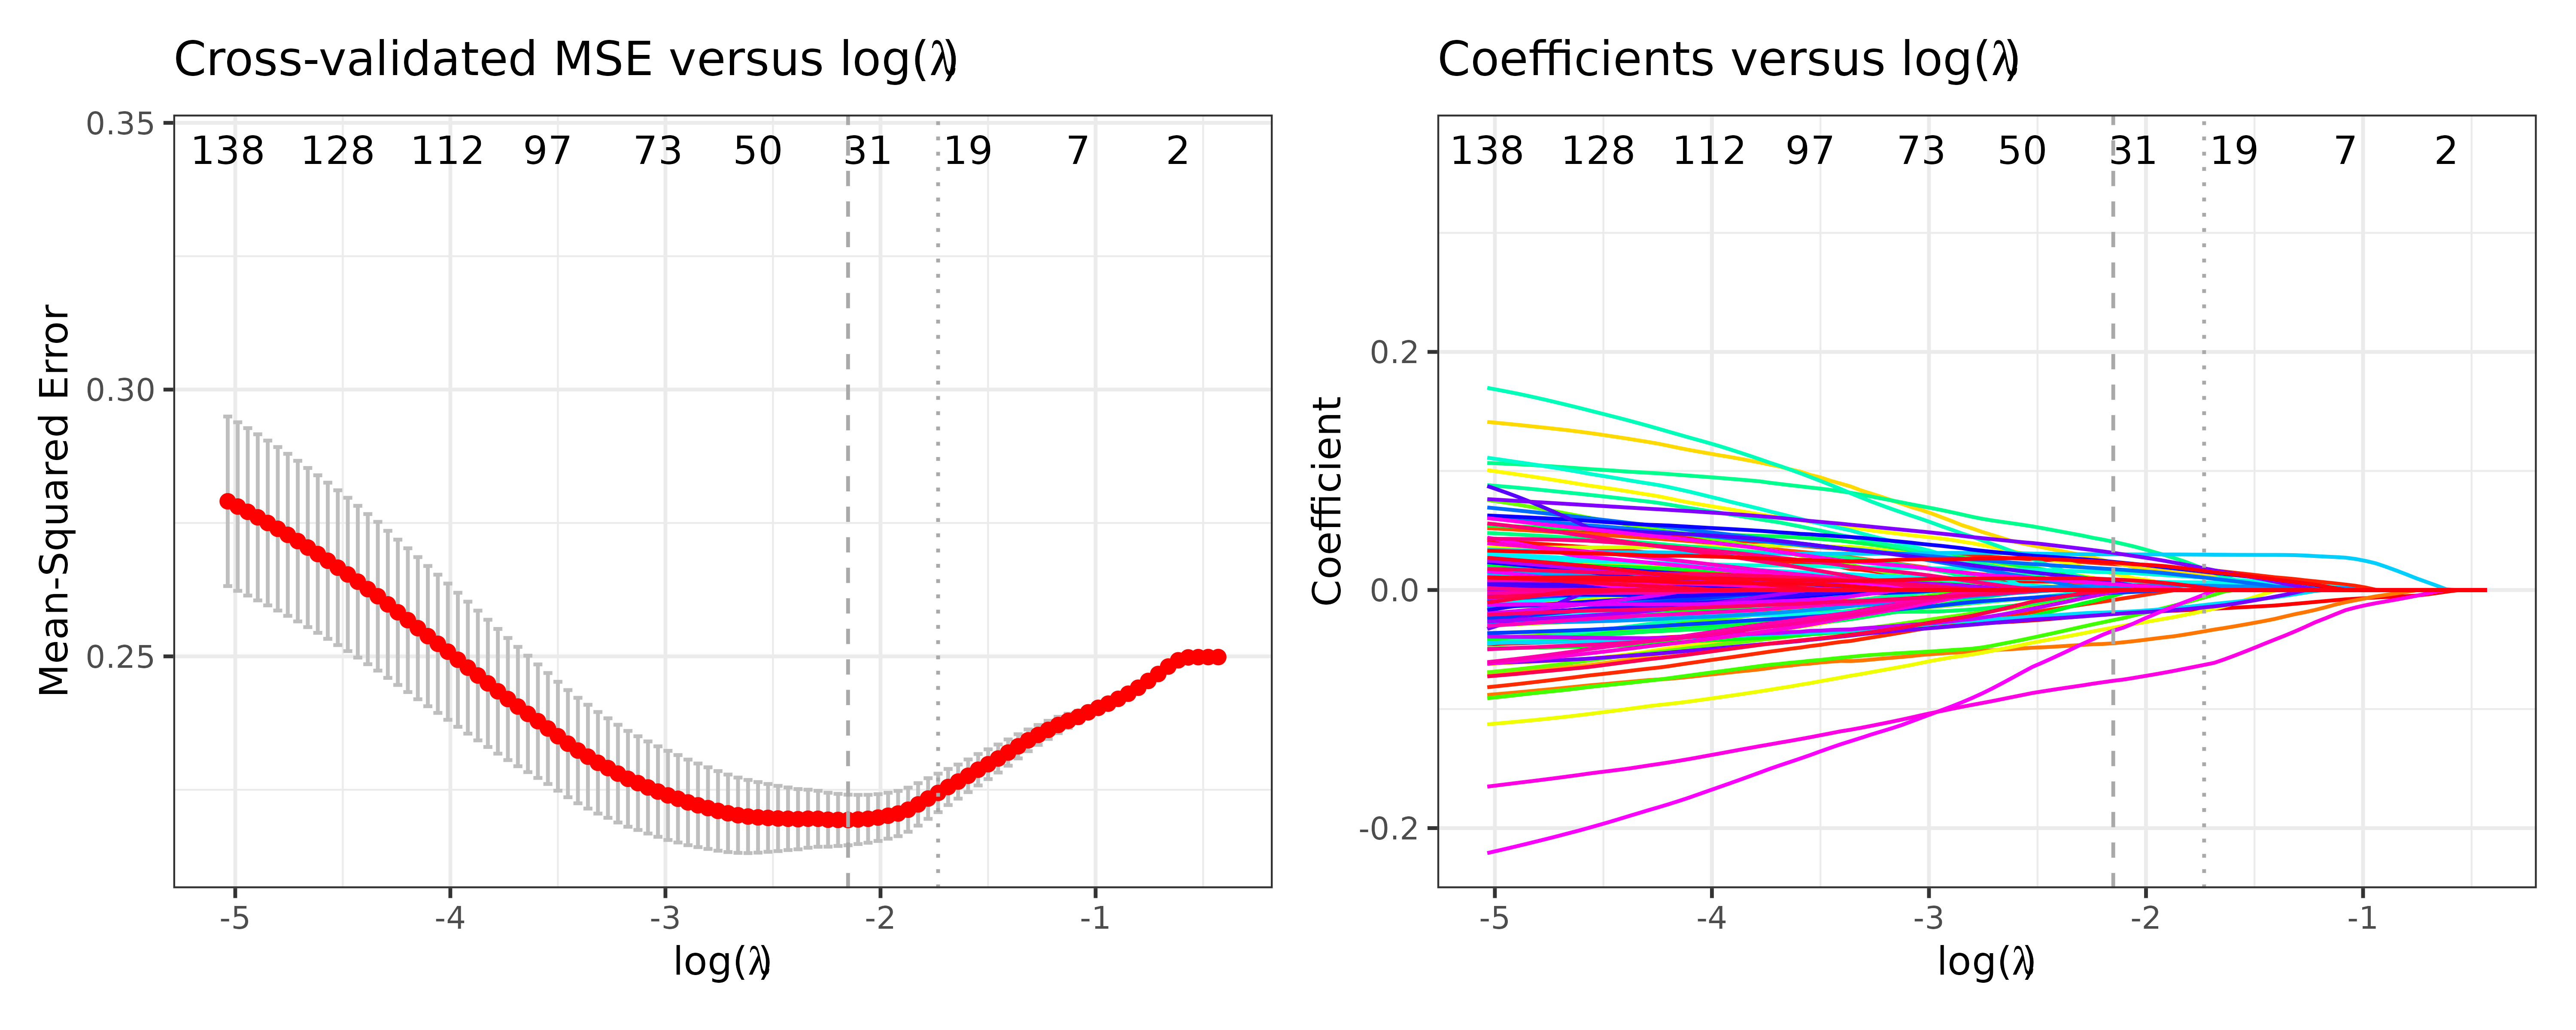 Cross-validated MSE versus log(λ)
0.35
138 128 112 97 73 50 31 19 7 2
0.30
0.25
Mean-Squared Error
-5 -4 -3 -2 -1
log(λ)
Coefficients versus log(λ)
138 128 112 97 73 50 31 19 7 2
0.2
0.0
-0.2
Coefficient
-5 -4 -3 -2 -1
log(λ)